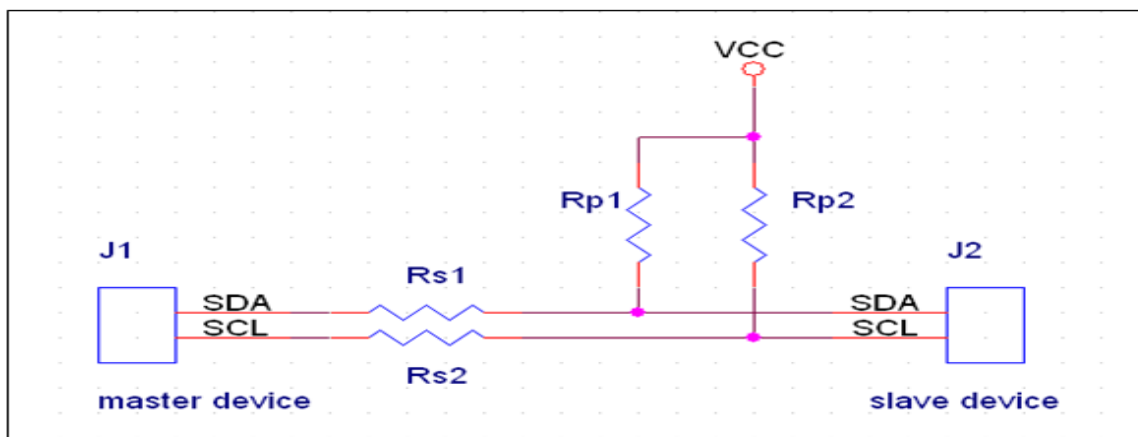 VCC
Rp1
Rp2
J1
J2
Rs1
SDA
SDA
SCL
SCL
Rs2
master device
slave device